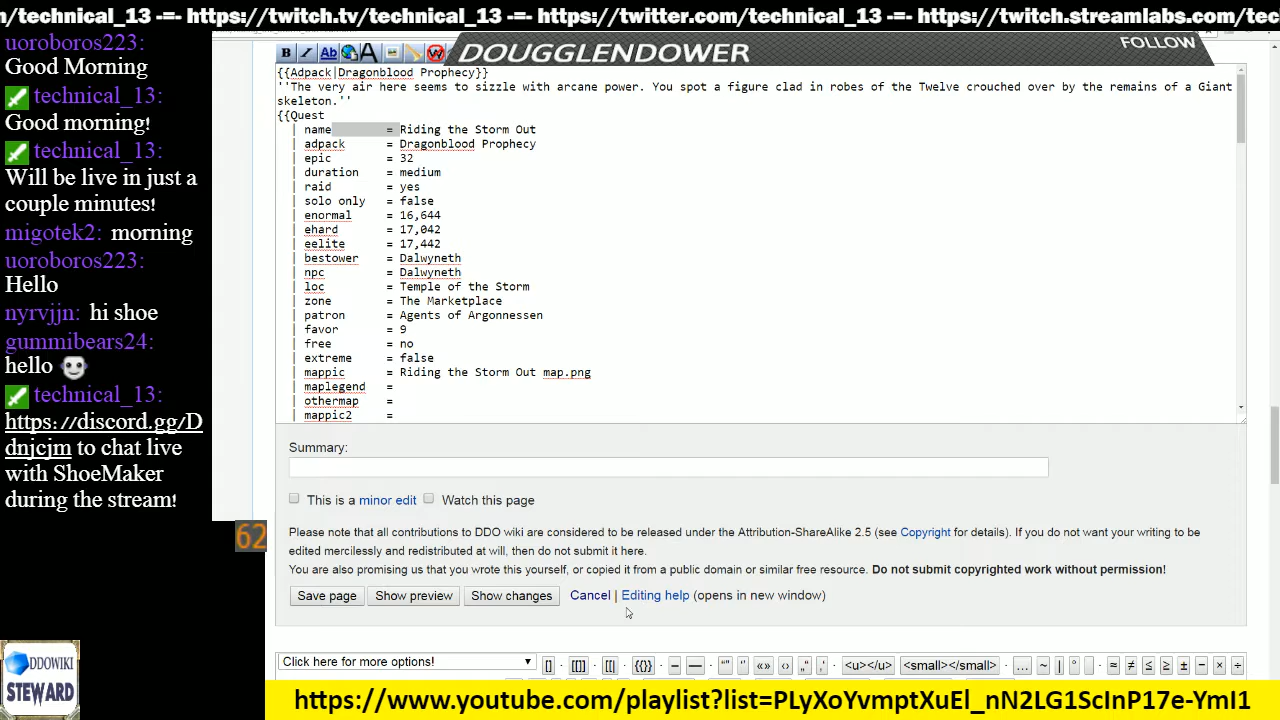 /technical_13 -=- https://twitch.tv/technical_13 -=- https://twitter.com/technical_13 -=- https://twitch.streamlabs.com/tec
uoroboros223:
Good Morning
technical_13:
Good morning!
technical_13:
Will be live in just a
couple minutes!
migotek2: morning
uoroboros223:
Hello
nyrvjjn: hi shoe
gummibears24:
hello
technical_13:
https://discord.gg/D
dnjcjm to chat live
with ShoeMaker
during the stream!
62
DDOWIKI
STEWARD
B I Ab A W
DOUGGLENDOWER
FOLLOW
{{Adpack|Dragonblood Prophecy}}
''The very air here seems to sizzle with arcane power. You spot a figure clad in robes of the Twelve crouched over by the remains of a Giant
skeleton.''
{{Quest
| name = Riding the Storm Out
| adpack = Dragonblood Prophecy
| epic = 32
| duration = medium
| raid = yes
| solo only = false
| enormal = 16,644
| ehard = 17,042
| eelite = 17,442
| bestower = Dalwyneth
| npc = Dalwyneth
| loc = Temple of the Storm
| zone = The Marketplace
| patron = Agents of Argonnessen
| favor = 9
| free = no
| extreme = false
| mappic = Riding the Storm Out map.png
| maplegend =
| othermap =
| mappic2 =
Summary:
This is a minor edit Watch this page
Please note that all contributions to DDO wiki are considered to be released under the Attribution-ShareAlike 2.5 (see Copyright for details). If you do not want your writing to be
edited mercilessly and redistributed at will, then do not submit it here.
You are also promising us that you wrote this yourself, or copied it from a public domain or similar free resource. Do not submit copyrighted work without permission!
Save page Show preview Show changes Cancel | Editing help (opens in new window)
Click here for more options! [] · [[]] · [[| · {{}} · – · — · “” · ‘’ · «» · ‹› · „“ · ‚‘ · <u></u> · <small></small> · … · ~ · | · ° · · ≈ · ≠ · ≤ · ≥ · ± · − · × · ÷
https://www.youtube.com/playlist?list=PLyXoYvmptXuEl_nN2LG1ScInP17e-YmI1